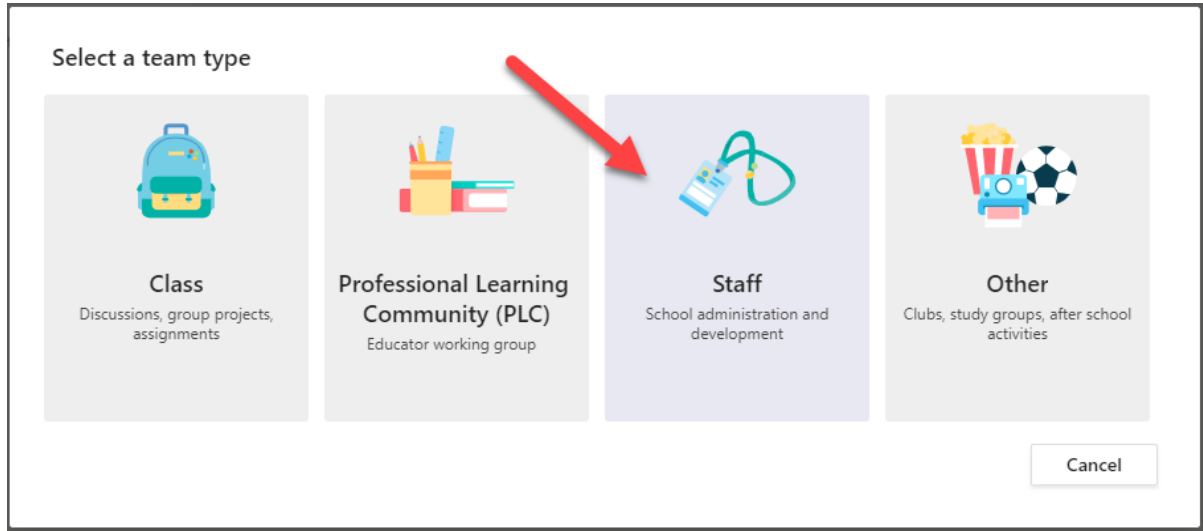 Select a team type
Class
Discussions, group projects,
assignments
Professional Learning
Community (PLC)
Educator working group
Staff
School administration and
development
Other
Clubs, study groups, after school
activities
Cancel